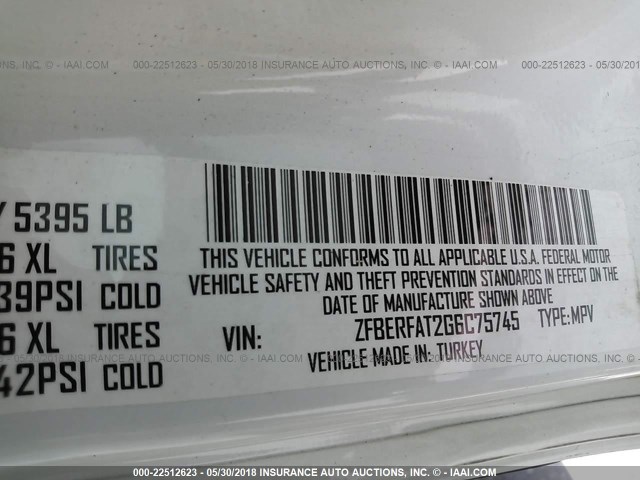 - IAAI.COM 000-22512623 - 05/30/2018 INSURANCE AUTO AUCTIONS, INC. - IAAI.COM 000-22512623 - 05/30/2018
5395 LB
6 XL TIRES
39PSI COLD
6 XL TIRES
42PSI COLD
THIS VEHICLE CONFORMS TO ALL APPLICABLE U.S.A. FEDERAL MOTOR
VEHICLE SAFETY AND THEFT PREVENTION STANDARDS IN EFFECT ON THE
DATE OF MANUFACTURE SHOWN ABOVE
VIN: ZFBERFAT2G6C75745 TYPE:MPV
VEHICLE MADE IN: TURKEY
000-22512623 - 05/30/2018 INSURANCE AUTO AUCTIONS, INC. - IAAI.COM